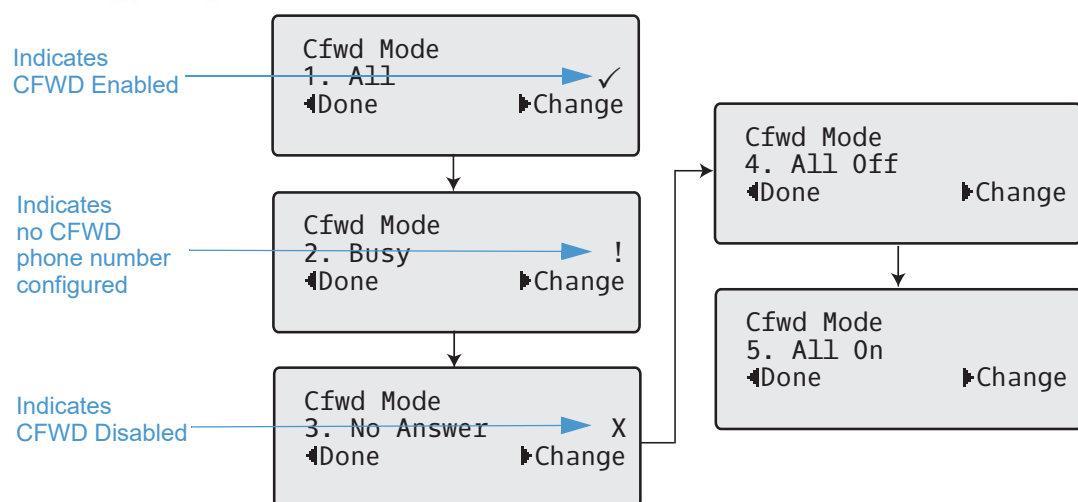 Indicates
CFWD Enabled
Cfwd Mode
1. All ✓
◀Done ▶Change
Indicates
no CFWD
phone number
configured
Cfwd Mode
2. Busy !
◀Done ▶Change
Indicates
CFWD Disabled
Cfwd Mode
3. No Answer X
◀Done ▶Change
Cfwd Mode
4. All Off
◀Done ▶Change
Cfwd Mode
5. All On
◀Done ▶Change